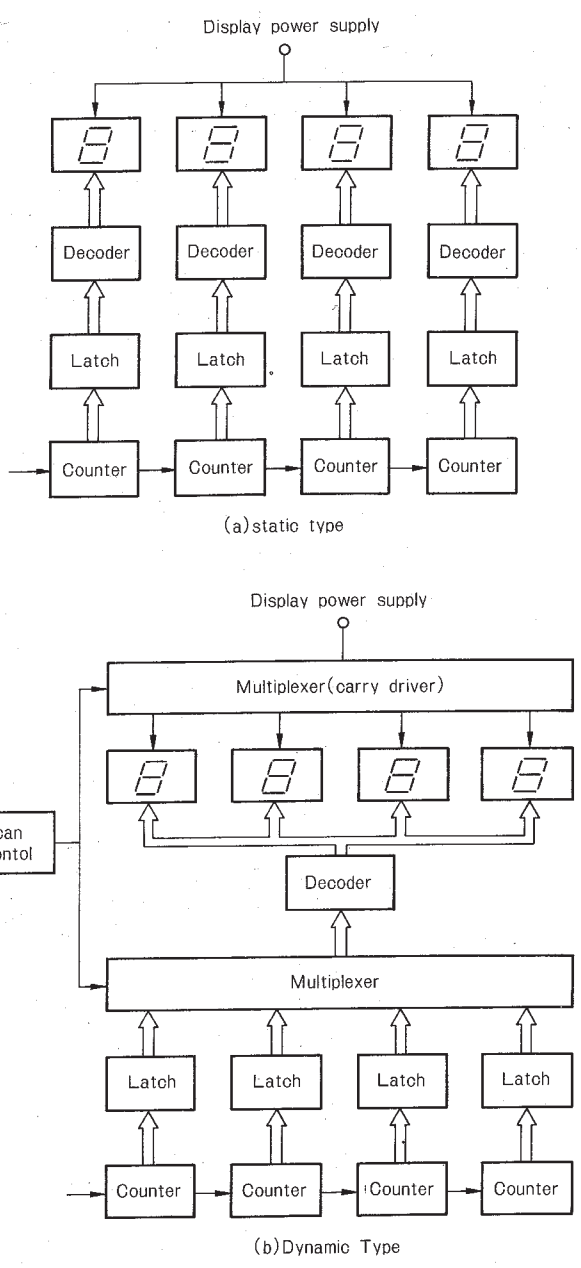 Display power supply
Decoder Decoder Decoder Decoder
Latch Latch Latch Latch
Counter Counter Counter Counter
(a)static type
Display power supply
Multiplexer(carry driver)
can
ontol
Decoder
Multiplexer
Latch Latch Latch Latch
Counter Counter Counter Counter
(b)Dynamic Type